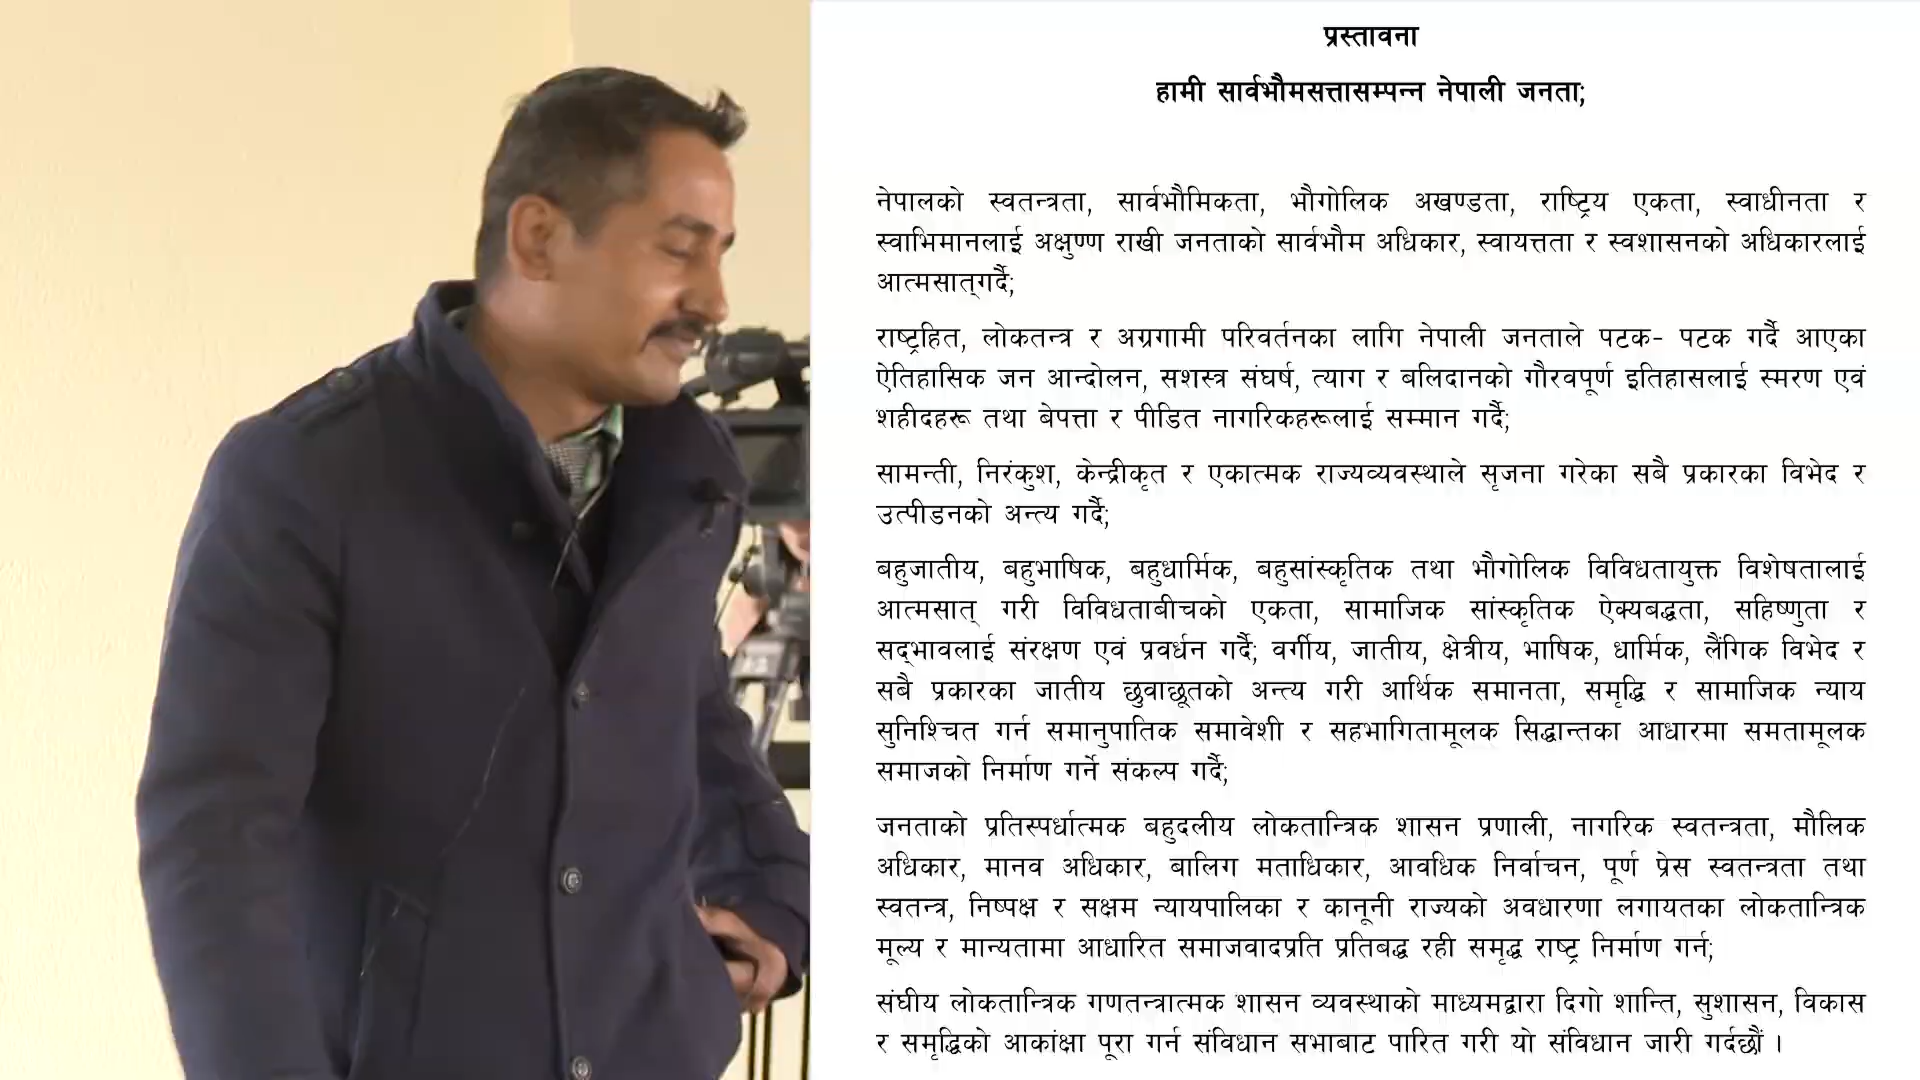 प्रस्तावना
हामी सार्वभौमसत्तासम्पन्न नेपाली जनता;
नेपालको स्वतन्त्रता, सार्वभौमिकता, भौगोलिक अखण्डता, राष्ट्रिय एकता, स्वाधीनता र
स्वाभिमानलाई अक्षुण्ण राखी जनताको सार्वभौम अधिकार, स्वायत्तता र स्वशासनको अधिकारलाई
आत्मसात्‌गर्दै;
राष्ट्रहित, लोकतन्त्र र अग्रगामी परिवर्तनका लागि नेपाली जनताले पटक- पटक गर्दै आएका
ऐतिहासिक जन आन्दोलन, सशस्त्र संघर्ष, त्याग र बलिदानको गौरवपूर्ण इतिहासलाई स्मरण एवं
शहीदहरू तथा बेपत्ता र पीडित नागरिकहरूलाई सम्मान गर्दै;
सामन्ती, निरंकुश, केन्द्रीकृत र एकात्मक राज्यव्यवस्थाले सृजना गरेका सबै प्रकारका विभेद र
उत्पीडनको अन्त्य गर्दै;
बहुजातीय, बहुभाषिक, बहुधार्मिक, बहुसांस्कृतिक तथा भौगोलिक विविधतायुक्त विशेषतालाई
आत्मसात् गरी विविधताबीचको एकता, सामाजिक सांस्कृतिक ऐक्यबद्धता, सहिष्णुता र
सद्‌भावलाई संरक्षण एवं प्रवर्धन गर्दै; वर्गीय, जातीय, क्षेत्रीय, भाषिक, धार्मिक, लैंगिक विभेद र
सबै प्रकारका जातीय छुवाछूतको अन्त्य गरी आर्थिक समानता, समृद्धि र सामाजिक न्याय
सुनिश्चित गर्न समानुपातिक समावेशी र सहभागितामूलक सिद्धान्तका आधारमा समतामूलक
समाजको निर्माण गर्ने संकल्प गर्दै;
जनताको प्रतिस्पर्धात्मक बहुदलीय लोकतान्त्रिक शासन प्रणाली, नागरिक स्वतन्त्रता, मौलिक
अधिकार, मानव अधिकार, बालिग मताधिकार, आवधिक निर्वाचन, पूर्ण प्रेस स्वतन्त्रता तथा
स्वतन्त्र, निष्पक्ष र सक्षम न्यायपालिका र कानूनी राज्यको अवधारणा लगायतका लोकतान्त्रिक
मूल्य र मान्यतामा आधारित समाजवादप्रति प्रतिबद्ध रही समृद्ध राष्ट्र निर्माण गर्न;
संघीय लोकतान्त्रिक गणतन्त्रात्मक शासन व्यवस्थाको माध्यमद्वारा दिगो शान्ति, सुशासन, विकास
र समृद्धिको आकांक्षा पूरा गर्न संविधान सभाबाट पारित गरी यो संविधान जारी गर्दछौं ।